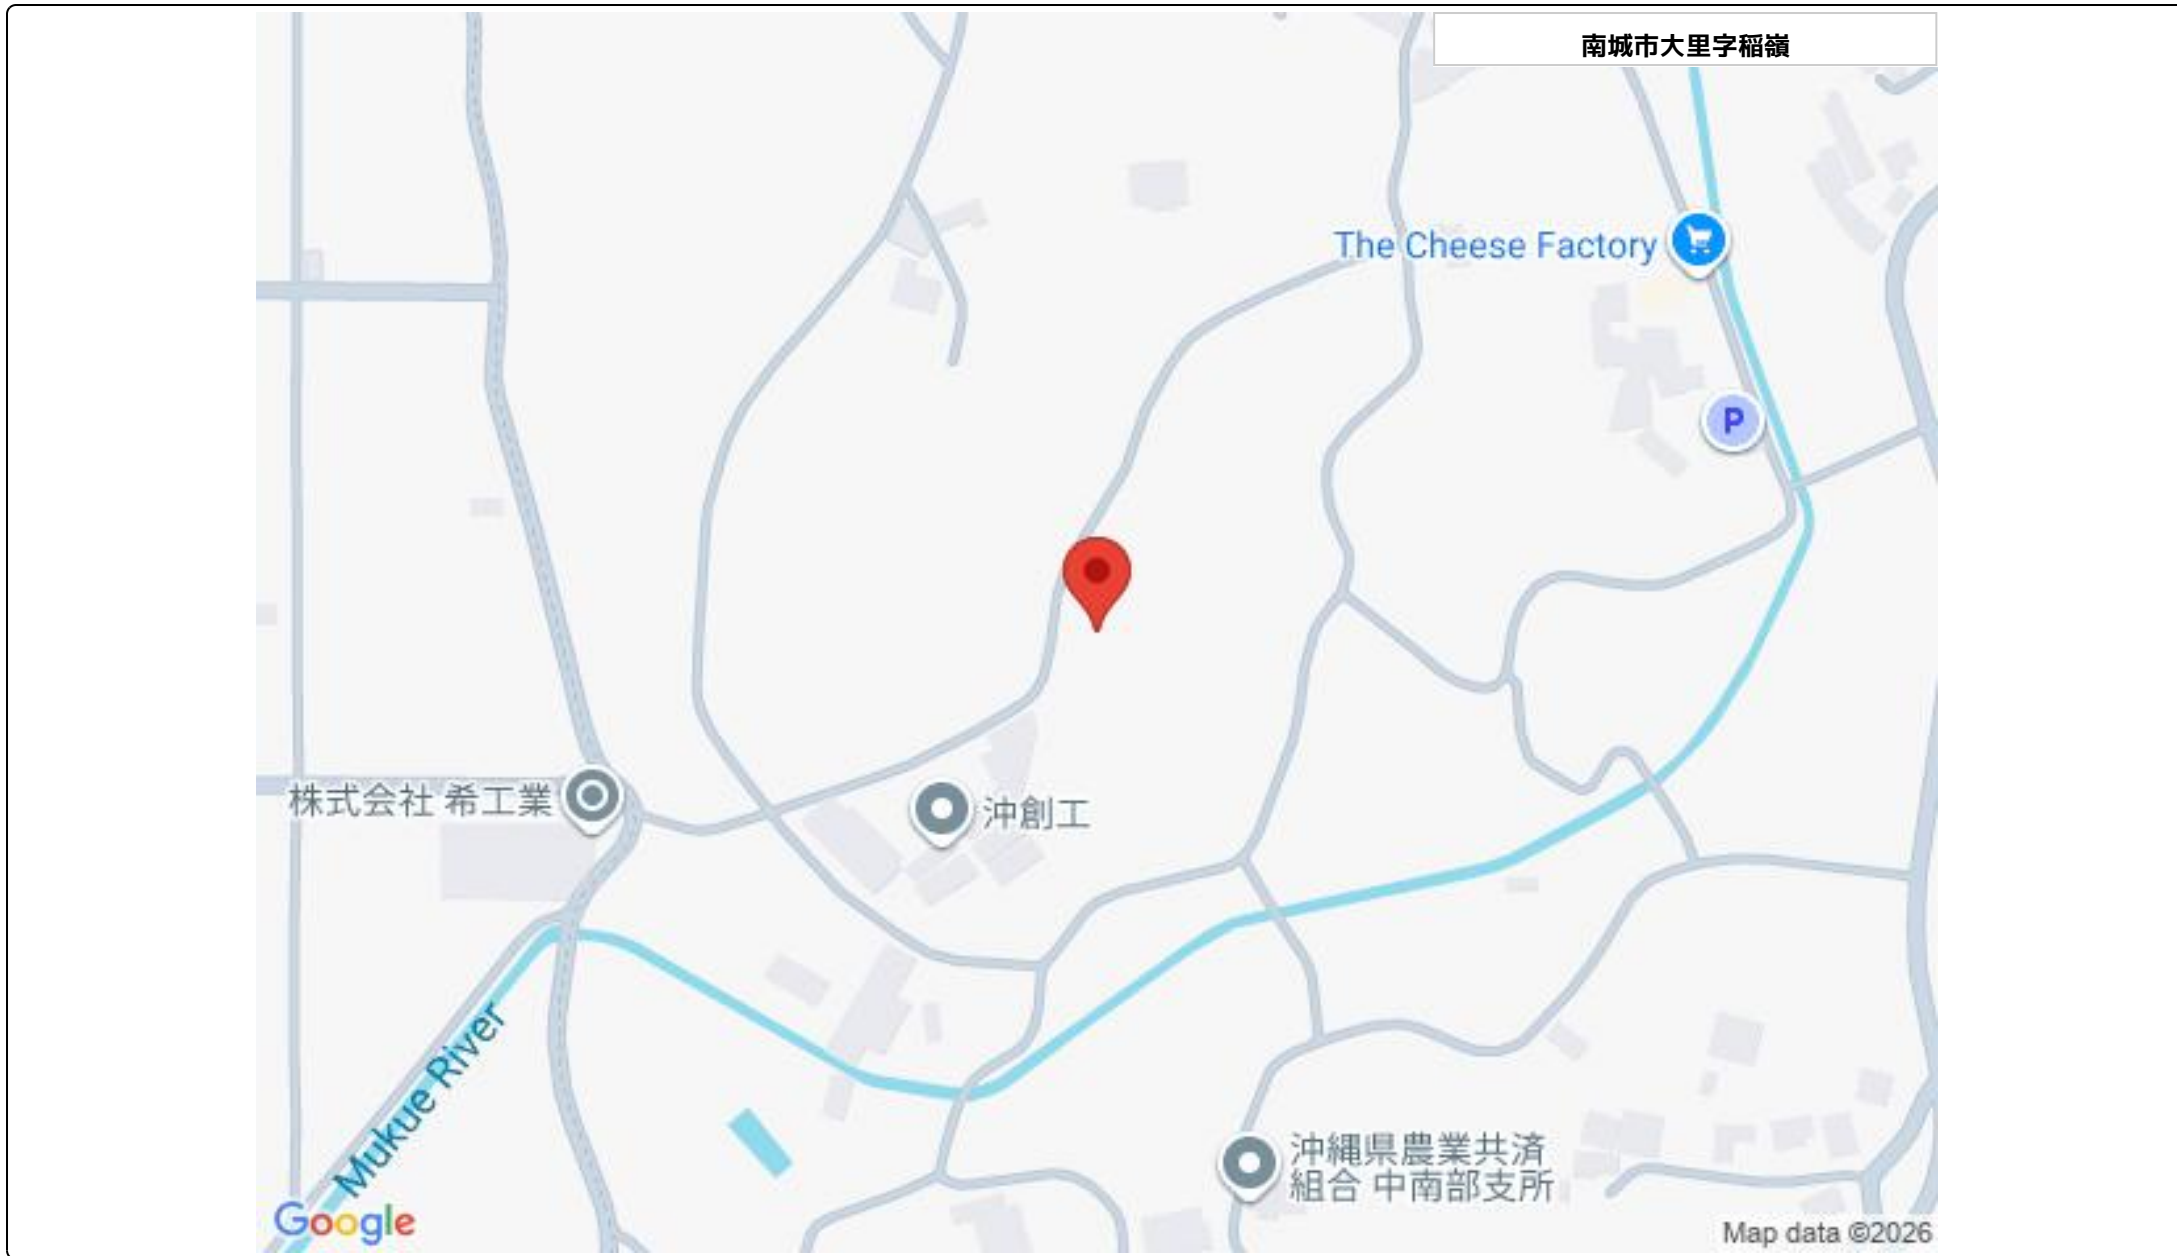 南城市大里字稲嶺
The Cheese Factory
P
株式会社 希工業
沖創工
Mukue River
沖縄県農業共済
組合 中南部支所
Google
Map data ©2026